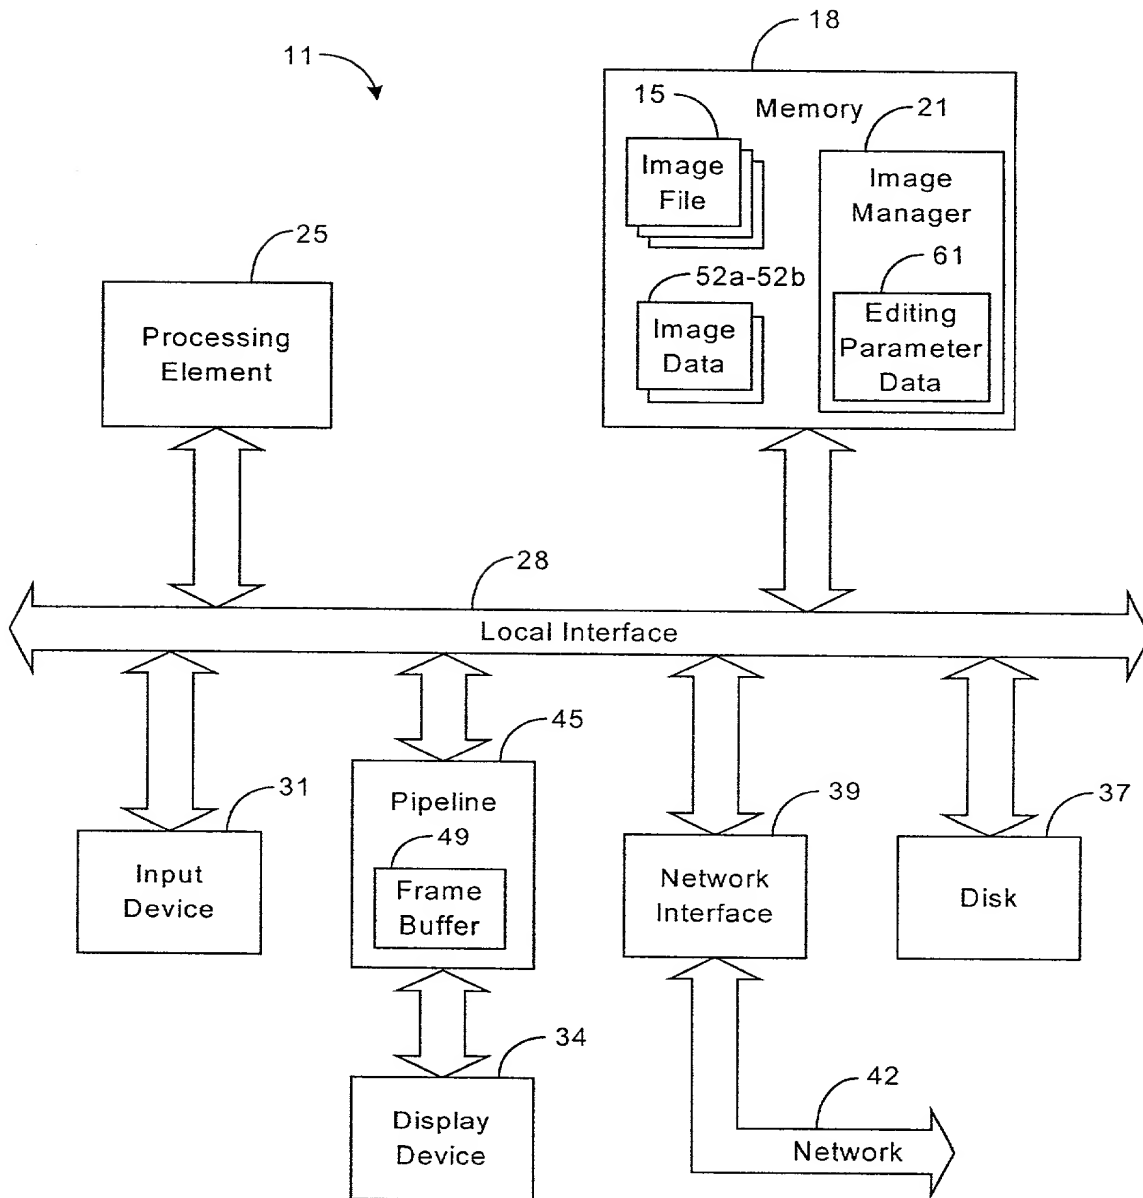 18
11
Memory
15
21
Image
File
Image
Manager
25
52a-52b
61
Processing
Element
Image
Data
Editing
Parameter
Data
28
Local Interface
45
31
39
37
Pipeline
49
Input
Device
Frame
Buffer
Network
Interface
Disk
34
42
Display
Device
Network